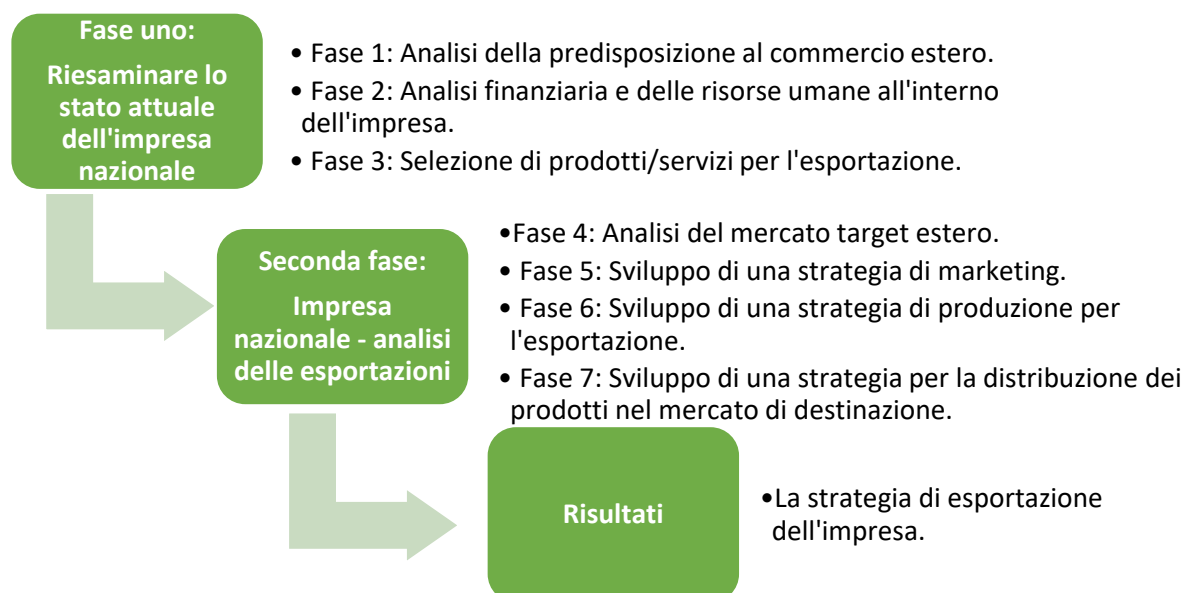 Fase uno:
Riesaminare lo
stato attuale
dell'impresa
nazionale
• Fase 1: Analisi della predisposizione al commercio estero.
• Fase 2: Analisi finanziaria e delle risorse umane all'interno
dell'impresa.
• Fase 3: Selezione di prodotti/servizi per l'esportazione.
Seconda fase:
Impresa
nazionale - analisi
delle esportazioni
•Fase 4: Analisi del mercato target estero.
• Fase 5: Sviluppo di una strategia di marketing.
• Fase 6: Sviluppo di una strategia di produzione per
l'esportazione.
• Fase 7: Sviluppo di una strategia per la distribuzione dei
prodotti nel mercato di destinazione.
Risultati
•La strategia di esportazione
dell'impresa.